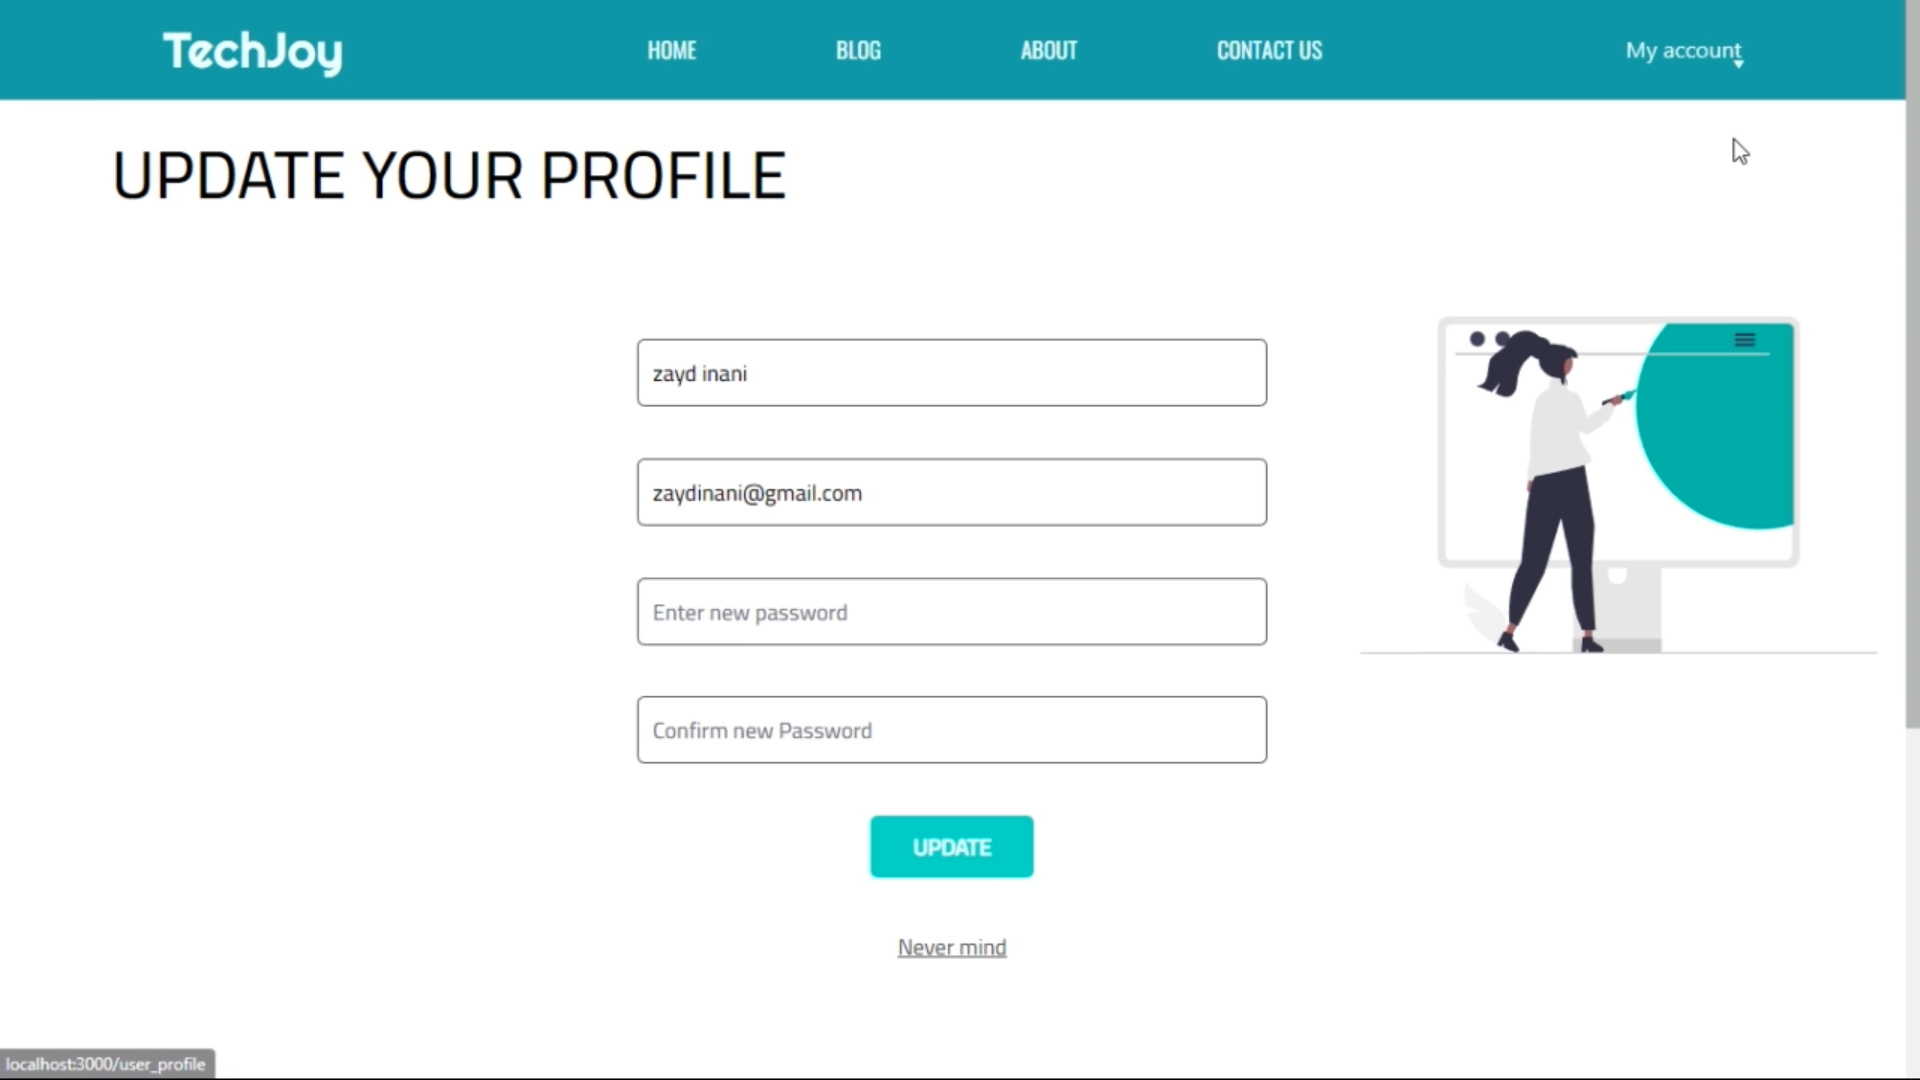 TechJoy
HOME BLOG ABOUT CONTACT US My account
UPDATE YOUR PROFILE
zayd inani
zaydinani@gmail.com
Enter new password
Confirm new Password
UPDATE
Never mind
localhost:3000/user_profile